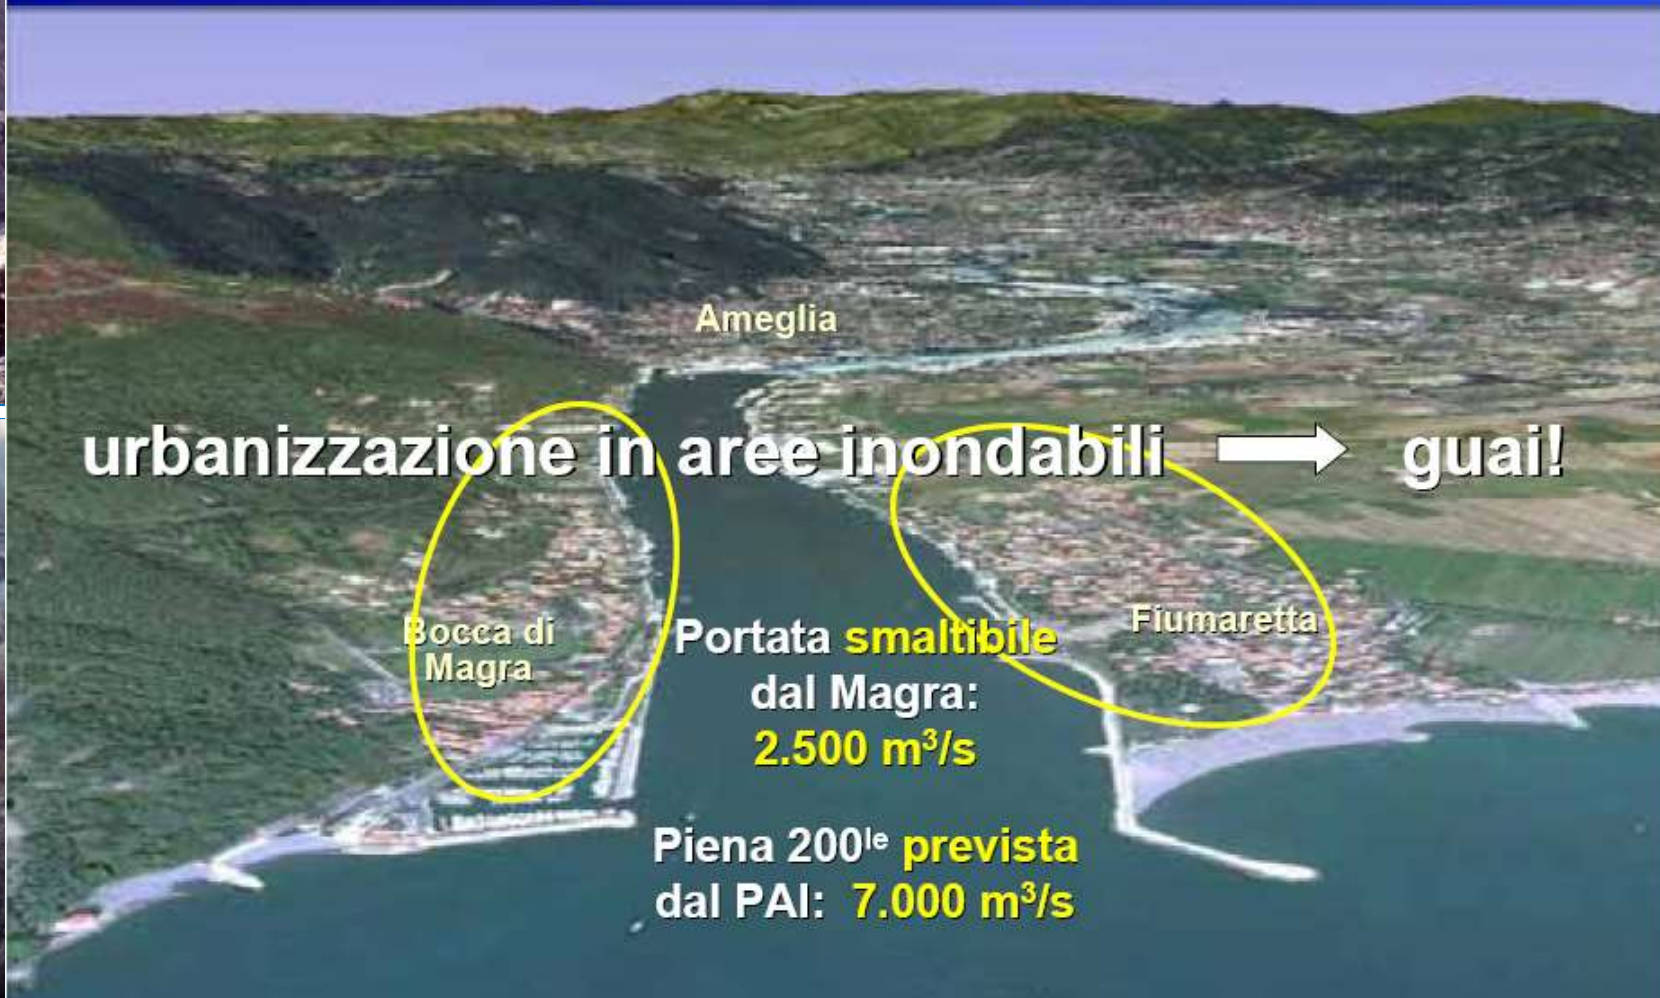 Ameglia
urbanizzazione in aree inondabili → guai!
Bocca di
Magra
Fiumaretta
Portata smaltibile
dal Magra:
2.500 m³/s
Piena 200ˡᵉ prevista
dal PAI: 7.000 m³/s